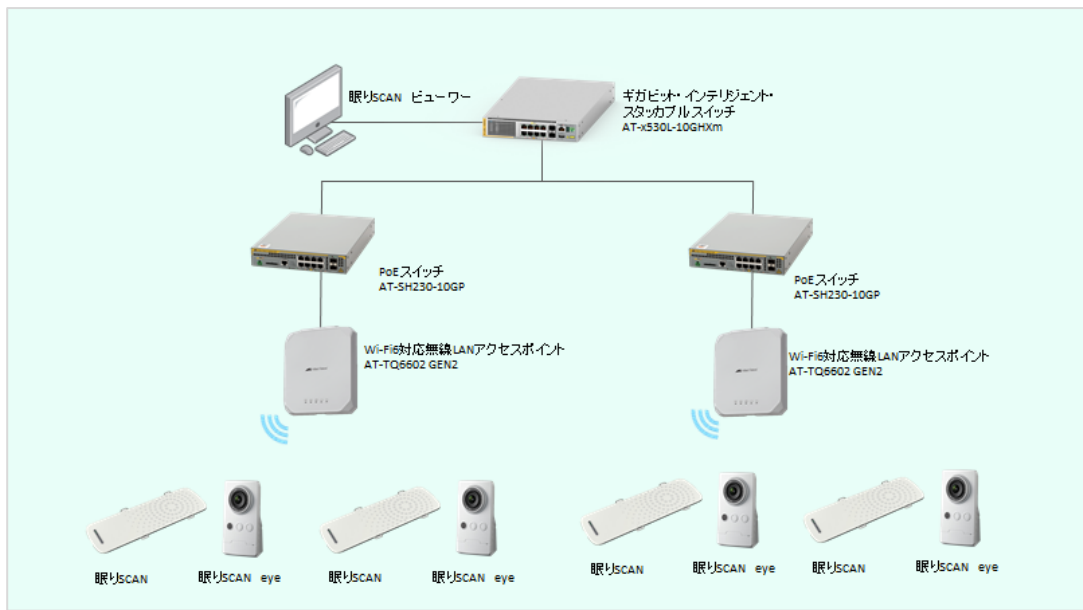 眠りSCAN ビューワー
ギガビット・インテリジェント・
スタッカブルスイッチ
AT-x530L-10GHXm
PoEスイッチ
AT-SH230-10GP
PoEスイッチ
AT-SH230-10GP
Wi-Fi6対応無線LANアクセスポイント
AT-TQ6602 GEN2
Wi-Fi6対応無線LANアクセスポイント
AT-TQ6602 GEN2
眠りSCAN
眠りSCAN eye
眠りSCAN
眠りSCAN eye
眠りSCAN
眠りSCAN eye
眠りSCAN
眠りSCAN eye